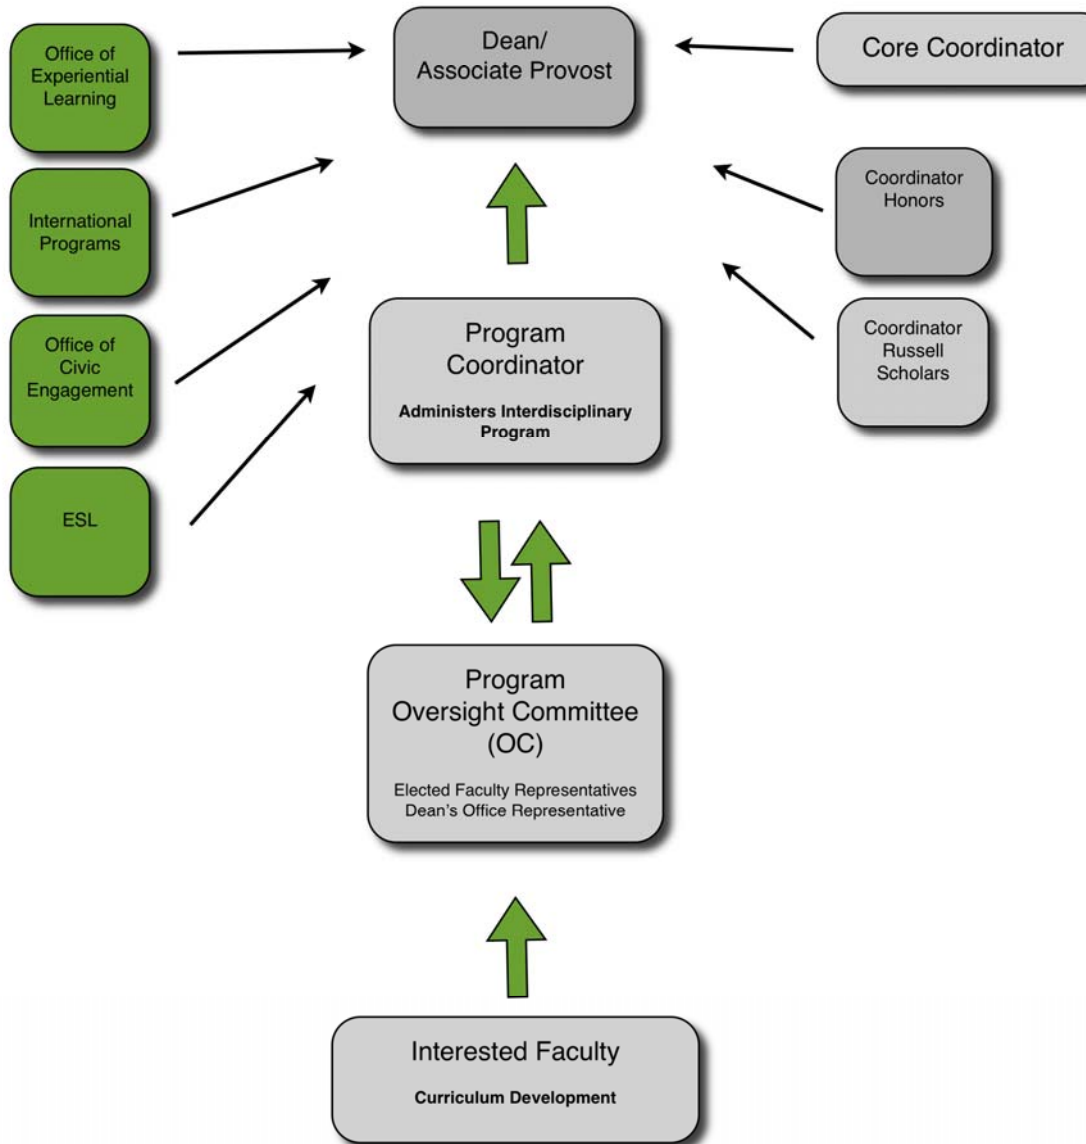 Office of
Experiential
Learning
Dean/
Associate Provost
Core Coordinator
International
Programs
Coordinator
Honors
Office of
Civic
Engagement
Program
Coordinator
Administers Interdisciplinary
Program
Coordinator
Russell
Scholars
ESL
Program
Oversight Committee
(OC)
Elected Faculty Representatives
Dean's Office Representative
Interested Faculty
Curriculum Development